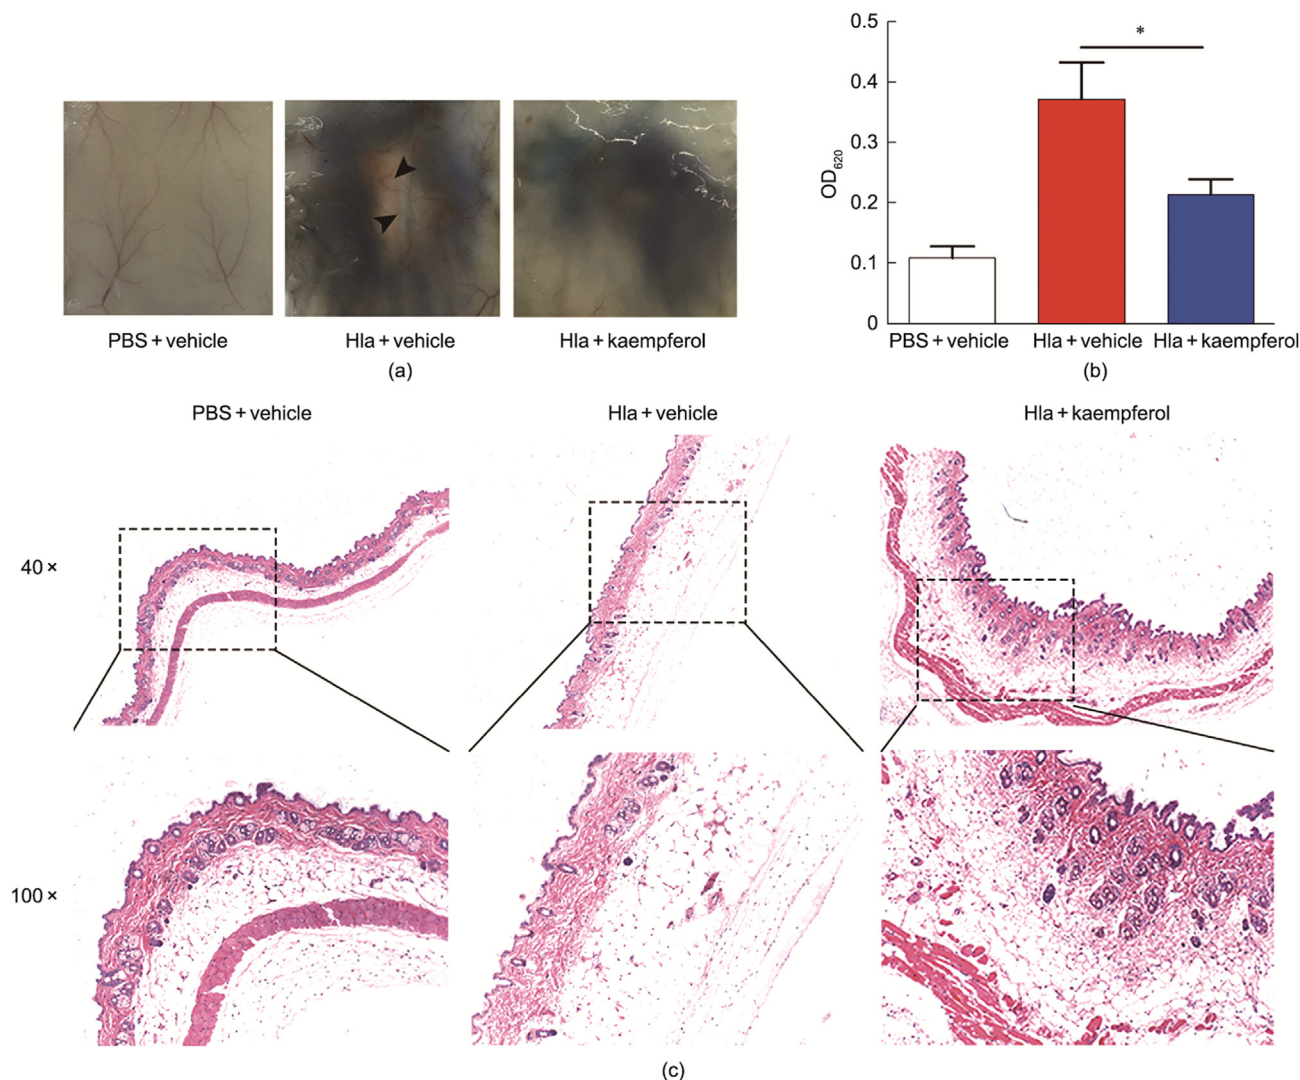 PBS + vehicle
Hla + vehicle
Hla + kaempferol
(a)
0.5
0.4
0.3
0.2
0.1
0
OD620
*
PBS + vehicle
Hla + vehicle
Hla + kaempferol
(b)
PBS + vehicle
Hla + vehicle
Hla + kaempferol
40 ×
100 ×
(c)